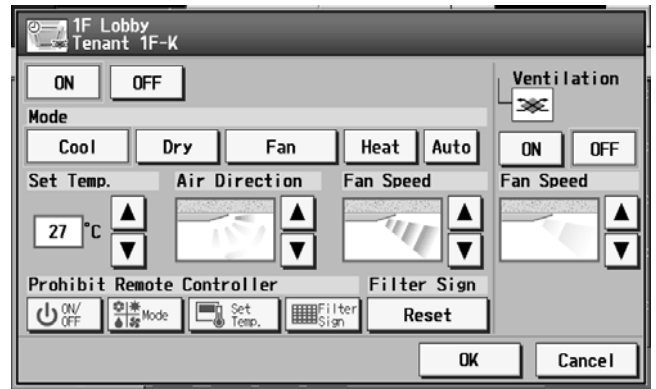 1F Lobby
Tenant 1F-K
ON OFF
Ventilation
Mode
Cool Dry Fan Heat Auto
ON OFF
Set Temp. Air Direction Fan Speed Fan Speed
27 °C
Prohibit Remote Controller Filter Sign
ON/OFF Mode Set Temp. Filter Sign Reset
OK Cancel